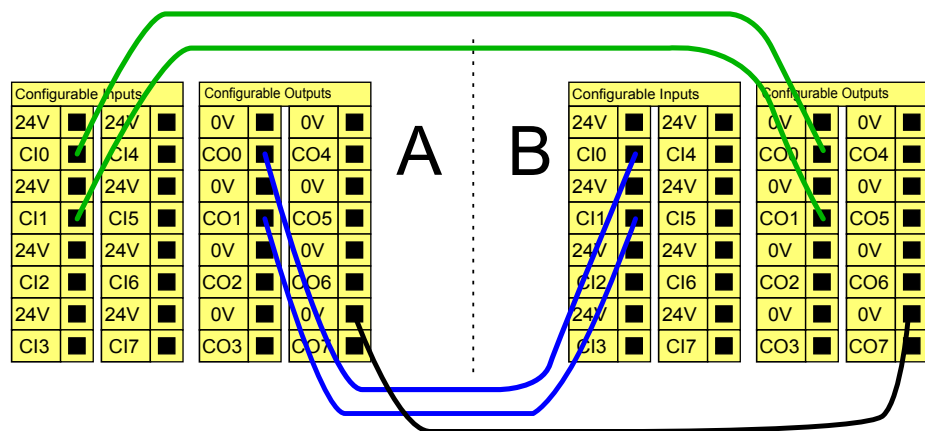 Configurable Inputs Configurable Outputs A B Configurable Inputs Configurable Outputs
24V 24V 0V 0V 24V 24V 0V 0V
CI0 CI4 CO0 CO4 CI0 CI4 CO0 CO4
24V 24V 0V 0V 24V 24V 0V 0V
CI1 CI5 CO1 CO5 CI1 CI5 CO1 CO5
24V 24V 0V 0V 24V 24V 0V 0V
CI2 CI6 CO2 CO6 CI2 CI6 CO2 CO6
24V 24V 0V 0V 24V 24V 0V 0V
CI3 CI7 CO3 CO7 CI3 CI7 CO3 CO7